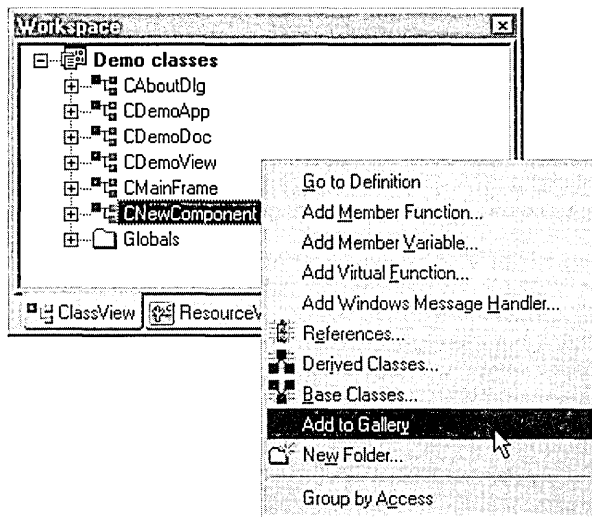 Workspace
Demo classes
CAboutDlg
CDemoApp
CDemoDoc
CDemoView
CMainFrame
CNewComponent
Globals
ClassView
ResourceV
Go to Definition
Add Member Function...
Add Member Variable...
Add Virtual Function...
Add Windows Message Handler...
References...
Derived Classes...
Base Classes...
Add to Gallery
New Folder...
Group by Access